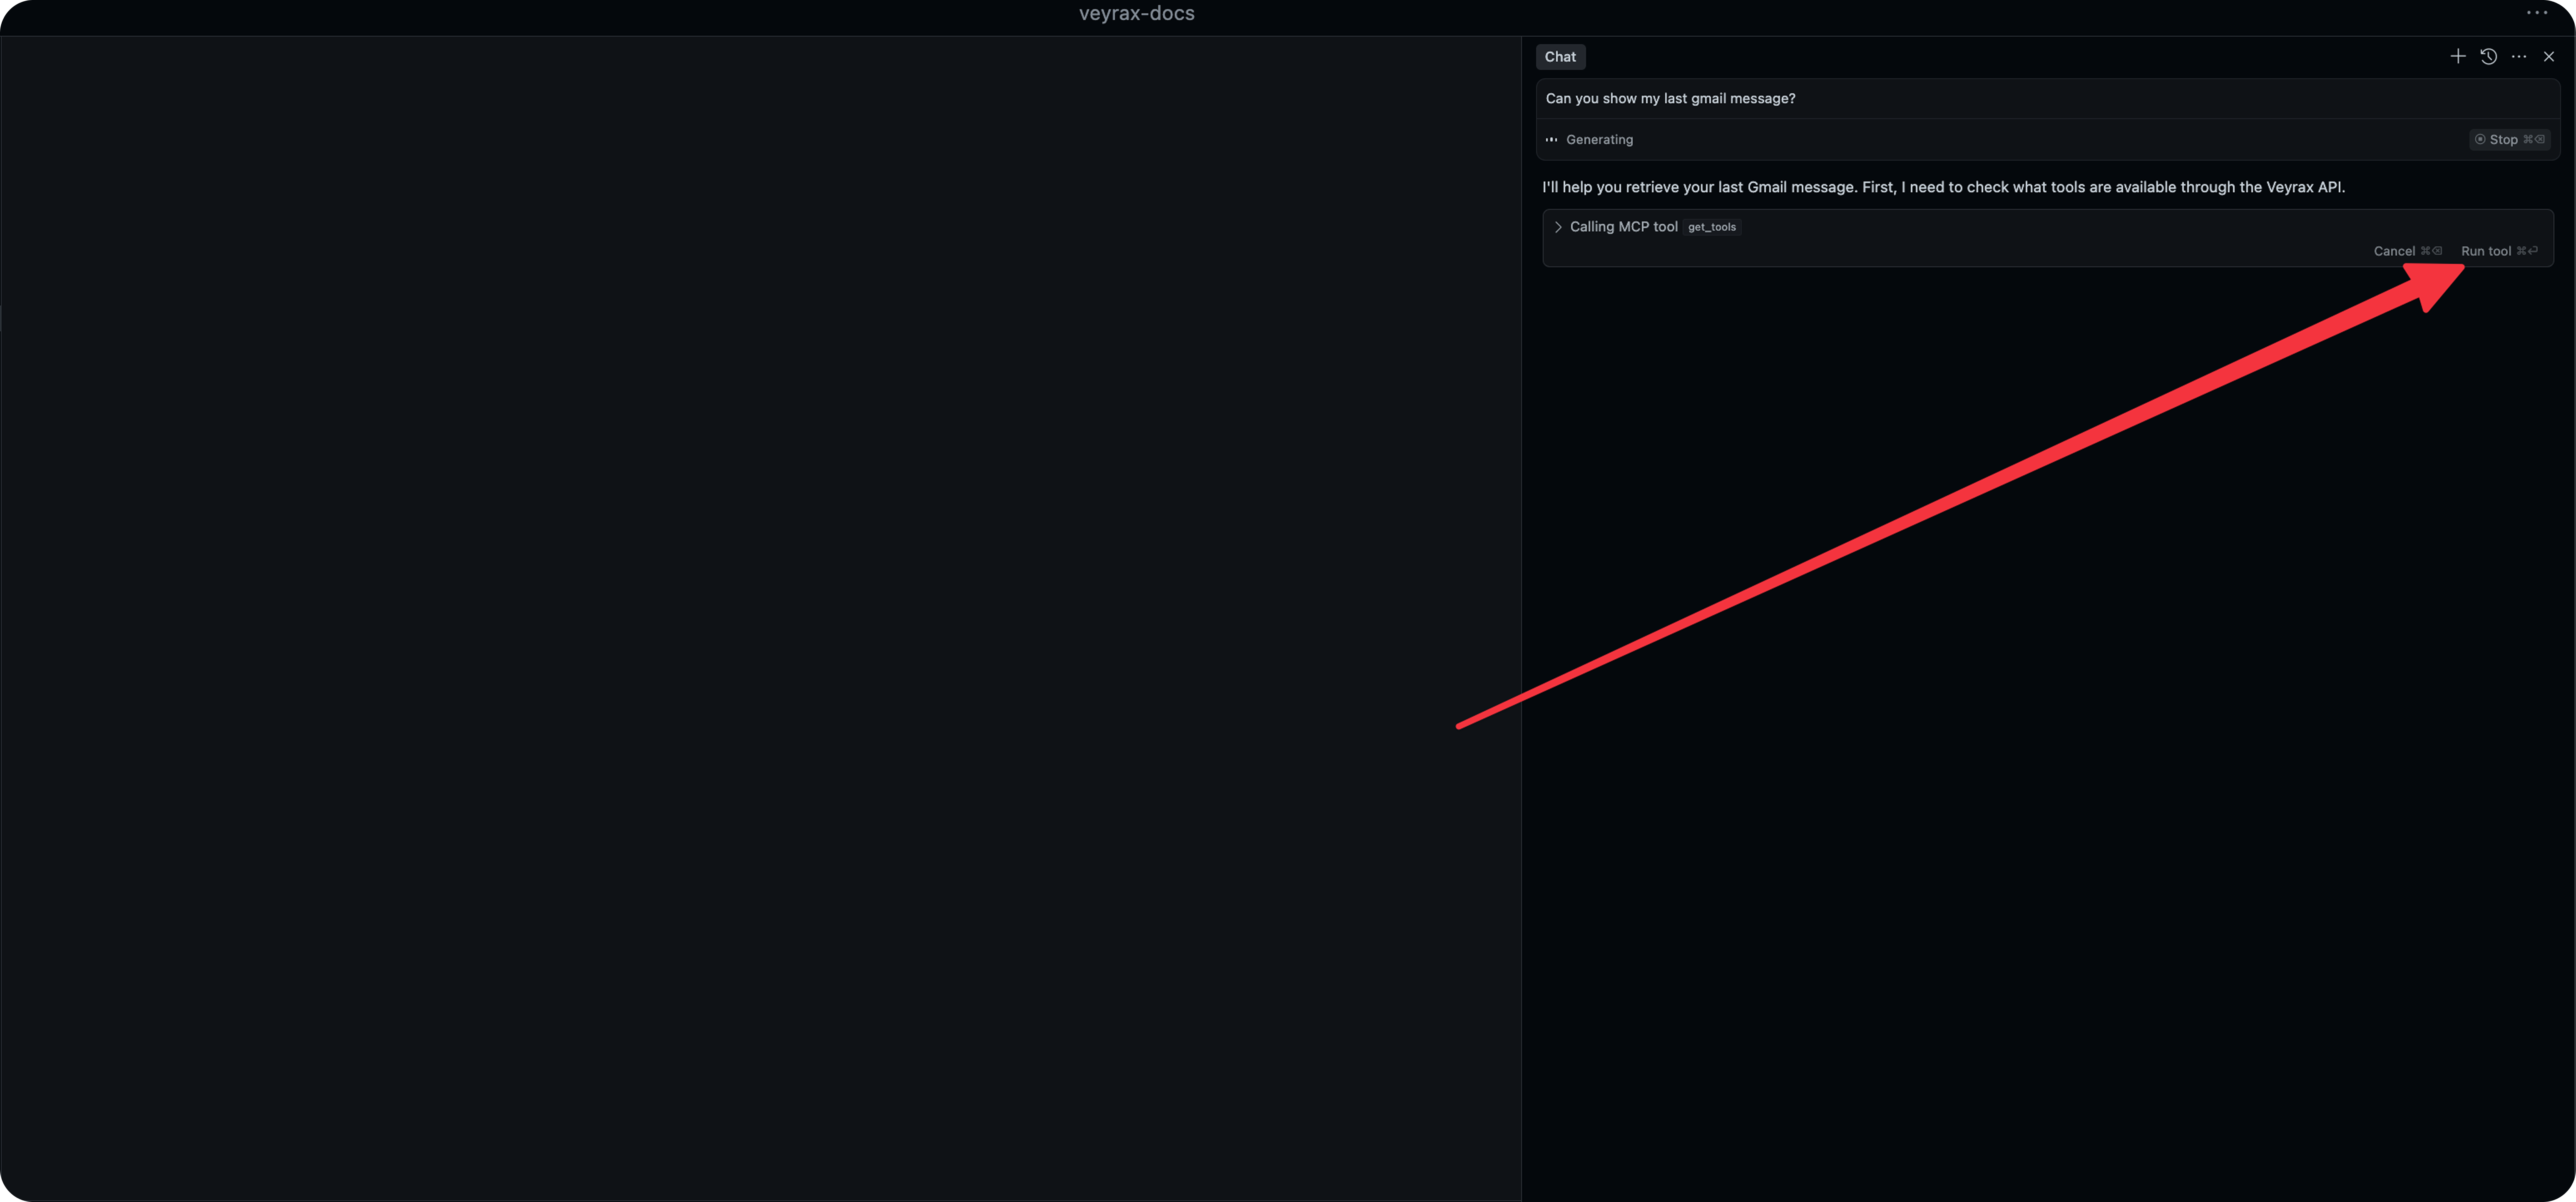 veyrax-docs
Chat
Can you show my last gmail message?
Generating
Stop ⌘⌫
I'll help you retrieve your last Gmail message. First, I need to check what tools are available through the Veyrax API.
Calling MCP tool get_tools
Cancel ⌘⌫ Run tool ⌘⏎